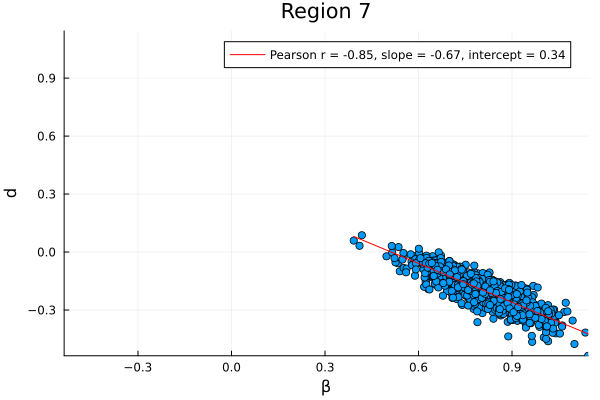 Region 7
Pearson r = -0.85, slope = -0.67, intercept = 0.34
0.9
0.6
0.3
0.0
−0.3
d
−0.3 0.0 0.3 0.6 0.9
β